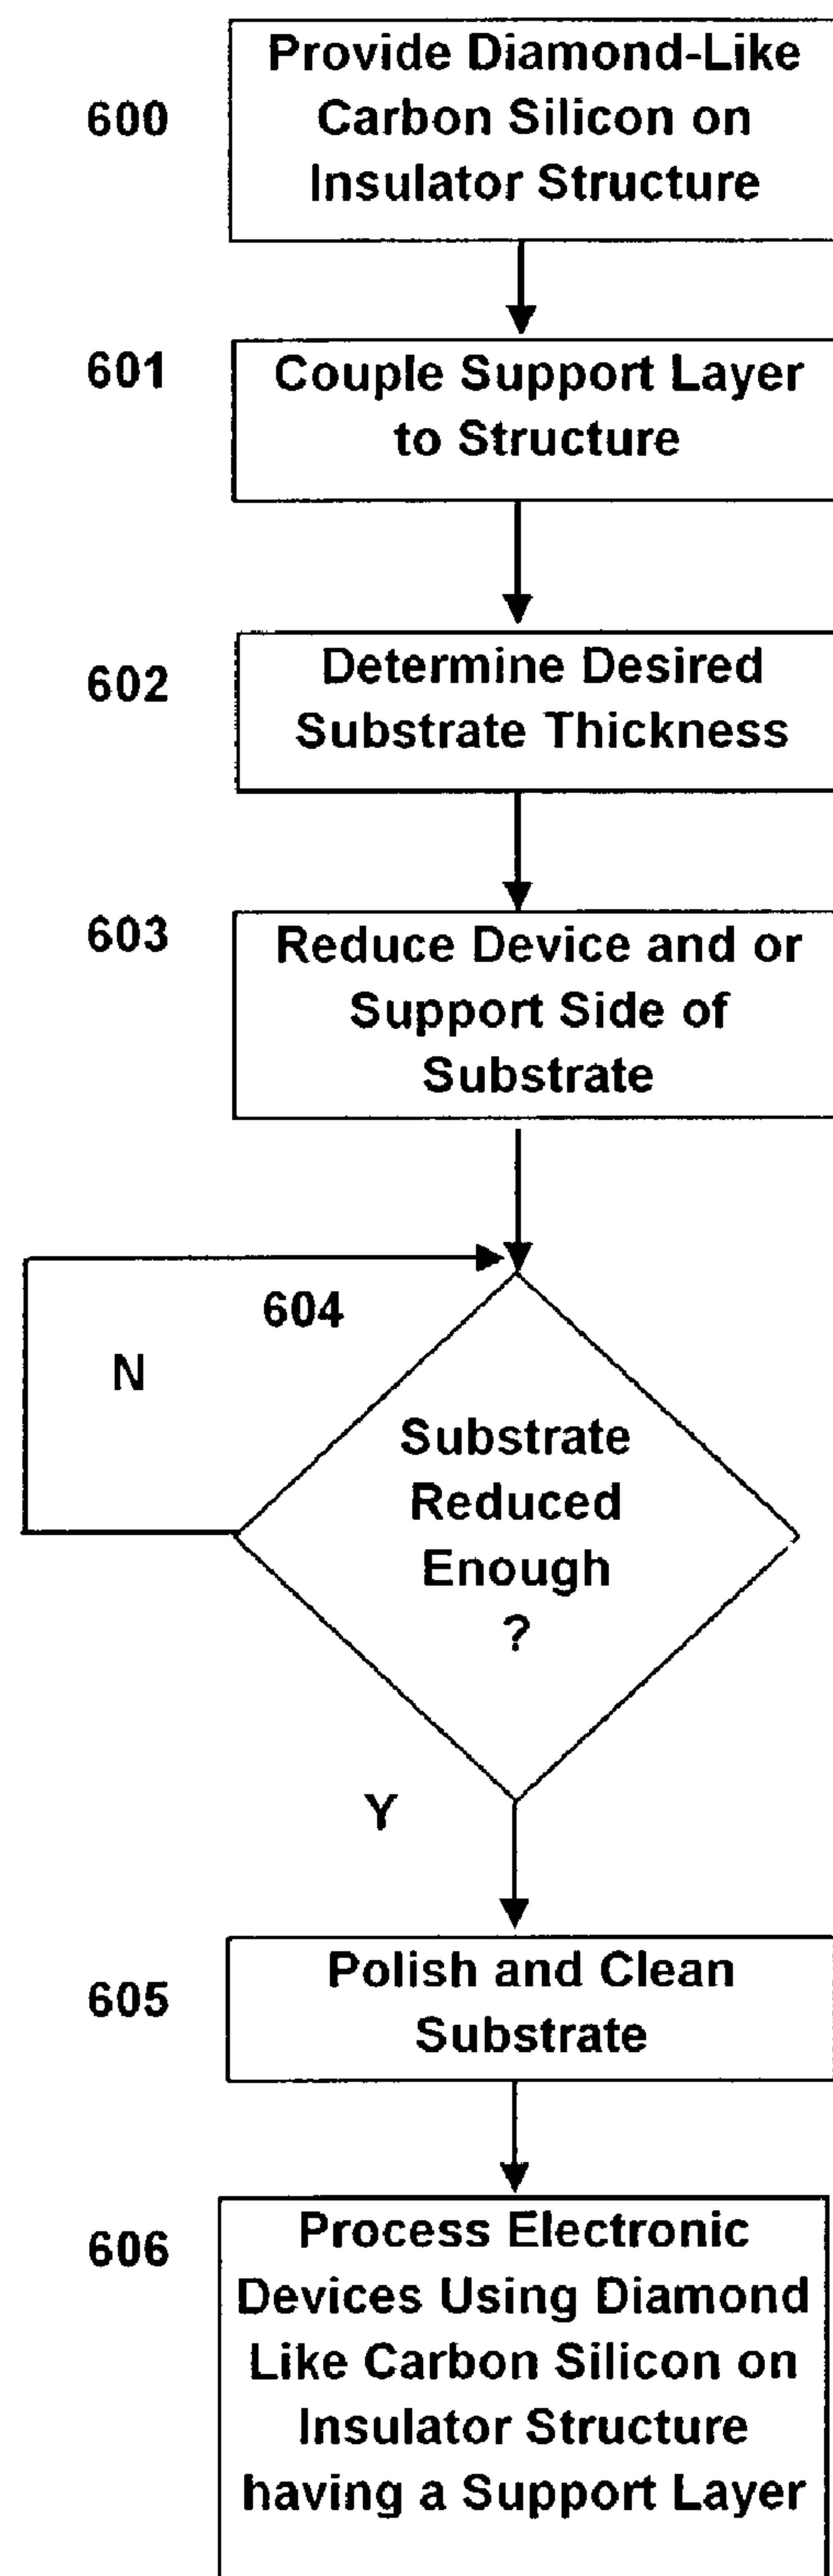 600
Provide Diamond-Like
Carbon Silicon on
Insulator Structure
601
Couple Support Layer
to Structure
602
Determine Desired
Substrate Thickness
603
Reduce Device and or
Support Side of
Substrate
604
N
Substrate
Reduced
Enough
?
Y
605
Polish and Clean
Substrate
606
Process Electronic
Devices Using Diamond
Like Carbon Silicon on
Insulator Structure
having a Support Layer